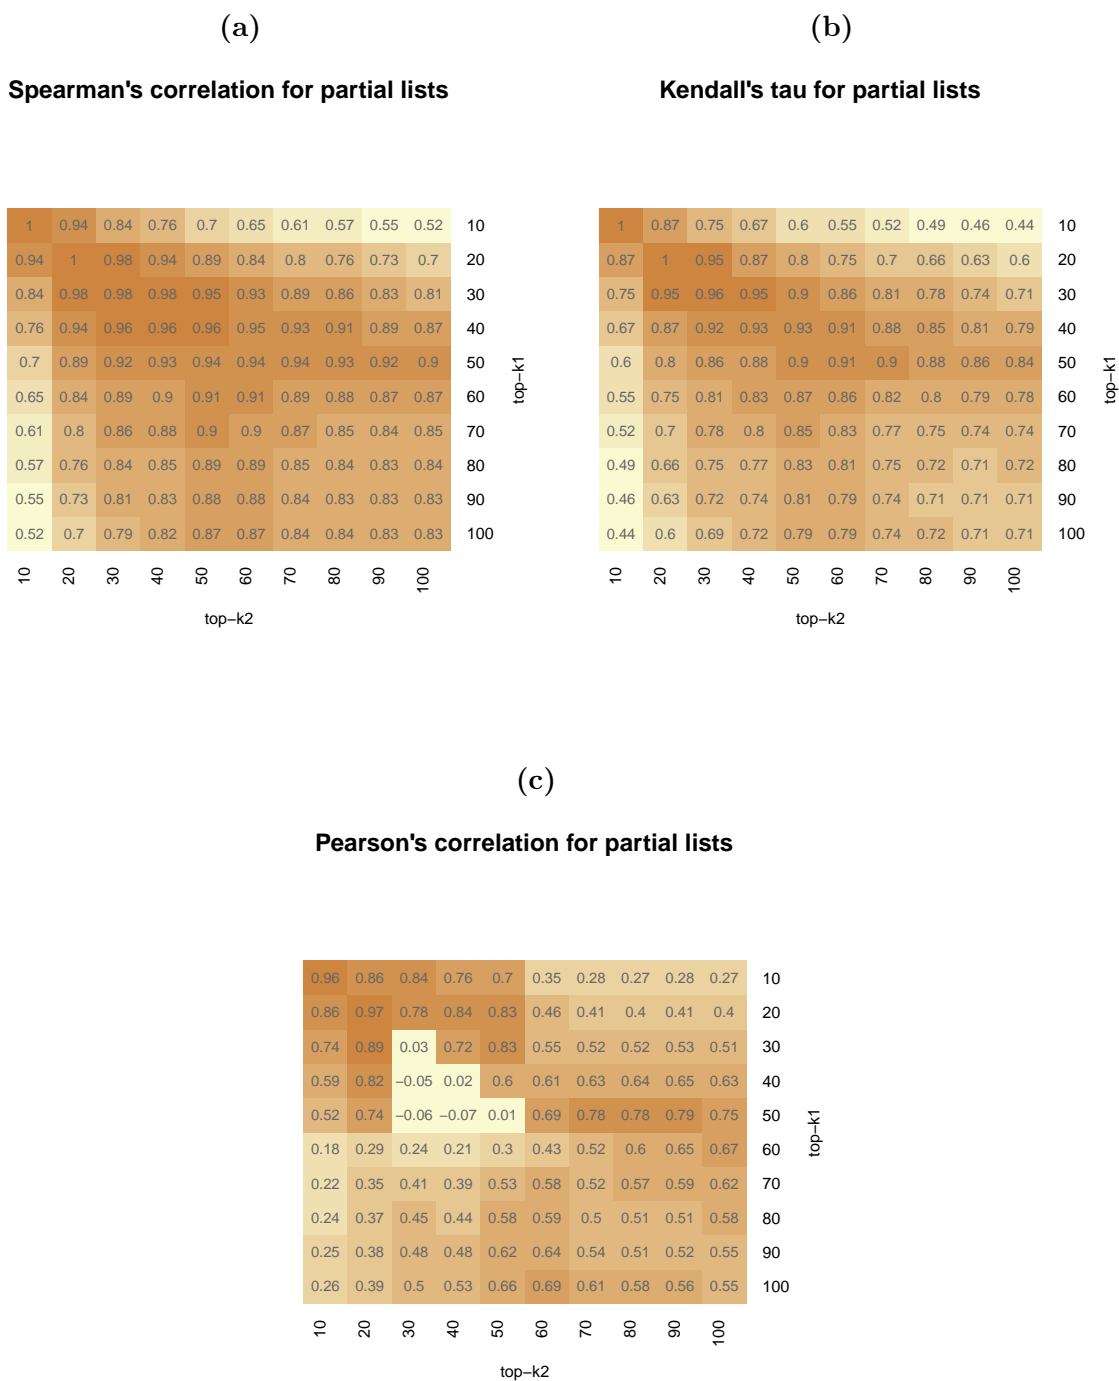 (a)
Spearman's correlation for partial lists
1 0.94 0.84 0.76 0.7 0.65 0.61 0.57 0.55 0.52 10
0.94 1 0.98 0.94 0.89 0.84 0.8 0.76 0.73 0.7 20
0.84 0.98 0.98 0.98 0.95 0.93 0.89 0.86 0.83 0.81 30
0.76 0.94 0.96 0.96 0.96 0.95 0.93 0.91 0.89 0.87 40
0.7 0.89 0.92 0.93 0.94 0.94 0.94 0.93 0.92 0.9 50
0.65 0.84 0.89 0.9 0.91 0.91 0.89 0.88 0.87 0.87 60
0.61 0.8 0.86 0.88 0.9 0.9 0.87 0.85 0.84 0.85 70
0.57 0.76 0.84 0.85 0.89 0.89 0.85 0.84 0.83 0.84 80
0.55 0.73 0.81 0.83 0.88 0.88 0.84 0.83 0.83 0.83 90
0.52 0.7 0.79 0.82 0.87 0.87 0.84 0.84 0.83 0.83 100
top−k1
10 20 30 40 50 60 70 80 90 100
top−k2
(b)
Kendall's tau for partial lists
1 0.87 0.75 0.67 0.6 0.55 0.52 0.49 0.46 0.44 10
0.87 1 0.95 0.87 0.8 0.75 0.7 0.66 0.63 0.6 20
0.75 0.95 0.96 0.95 0.9 0.86 0.81 0.78 0.74 0.71 30
0.67 0.87 0.92 0.93 0.93 0.91 0.88 0.85 0.81 0.79 40
0.6 0.8 0.86 0.88 0.9 0.91 0.9 0.88 0.86 0.84 50
0.55 0.75 0.81 0.83 0.87 0.86 0.82 0.8 0.79 0.78 60
0.52 0.7 0.78 0.8 0.85 0.83 0.77 0.75 0.74 0.74 70
0.49 0.66 0.75 0.77 0.83 0.81 0.75 0.72 0.71 0.72 80
0.46 0.63 0.72 0.74 0.81 0.79 0.74 0.71 0.71 0.71 90
0.44 0.6 0.69 0.72 0.79 0.79 0.74 0.72 0.71 0.71 100
top−k1
10 20 30 40 50 60 70 80 90 100
top−k2
(c)
Pearson's correlation for partial lists
0.96 0.86 0.84 0.76 0.7 0.35 0.28 0.27 0.28 0.27 10
0.86 0.97 0.78 0.84 0.83 0.46 0.41 0.4 0.41 0.4 20
0.74 0.89 0.03 0.72 0.83 0.55 0.52 0.52 0.53 0.51 30
0.59 0.82 −0.05 0.02 0.6 0.61 0.63 0.64 0.65 0.63 40
0.52 0.74 −0.06 −0.07 0.01 0.69 0.78 0.78 0.79 0.75 50
0.18 0.29 0.24 0.21 0.3 0.43 0.52 0.6 0.65 0.67 60
0.22 0.35 0.41 0.39 0.53 0.58 0.52 0.57 0.59 0.62 70
0.24 0.37 0.45 0.44 0.58 0.59 0.5 0.51 0.51 0.58 80
0.25 0.38 0.48 0.48 0.62 0.64 0.54 0.51 0.52 0.55 90
0.26 0.39 0.5 0.53 0.66 0.69 0.61 0.58 0.56 0.55 100
top−k1
10 20 30 40 50 60 70 80 90 100
top−k2